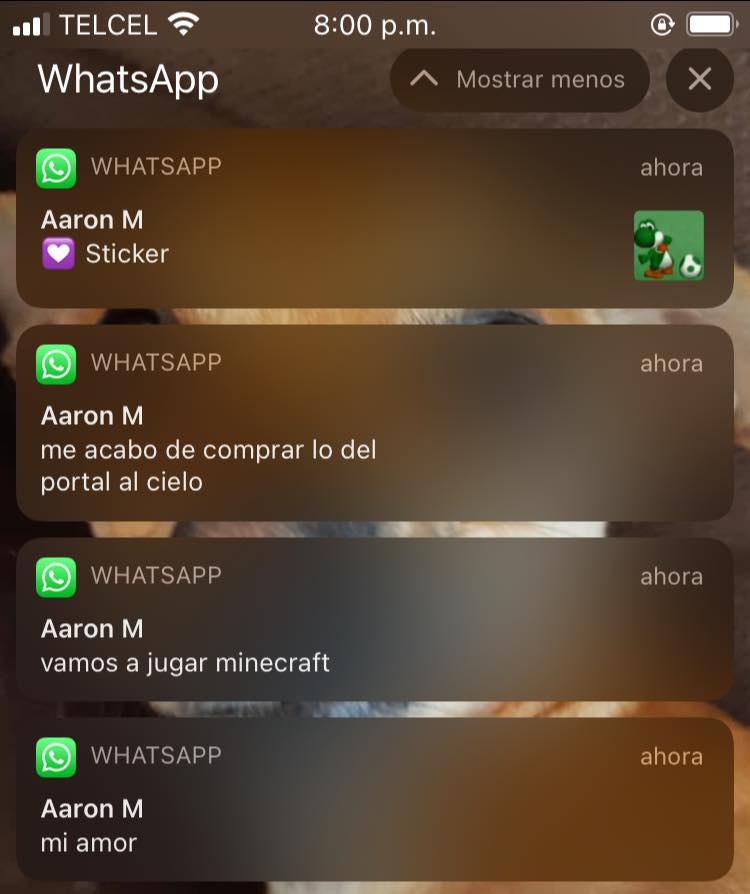 TELCEL 8:00 p.m.
WhatsApp Mostrar menos
WHATSAPP ahora
Aaron M
💜 Sticker
WHATSAPP ahora
Aaron M
me acabo de comprar lo del
portal al cielo
WHATSAPP ahora
Aaron M
vamos a jugar minecraft
WHATSAPP ahora
Aaron M
mi amor